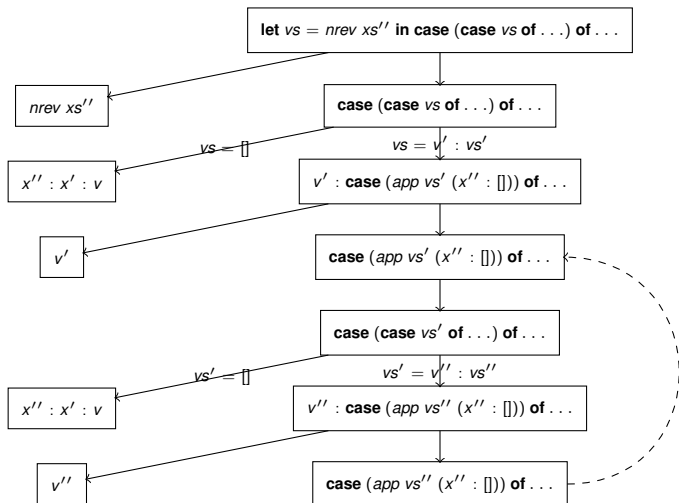 let vs = nrev xs′′ in case (case vs of . . .) of . . .
nrev xs′′
case (case vs of . . .) of . . .
vs = []
vs = v′ : vs′
x′′ : x′ : v
v′ : case (app vs′ (x′′ : [])) of . . .
v′
case (app vs′ (x′′ : [])) of . . .
case (case vs′ of . . .) of . . .
vs′ = []
vs′ = v′′ : vs′′
x′′ : x′ : v
v′′ : case (app vs′′ (x′′ : [])) of . . .
v′′
case (app vs′′ (x′′ : [])) of . . .